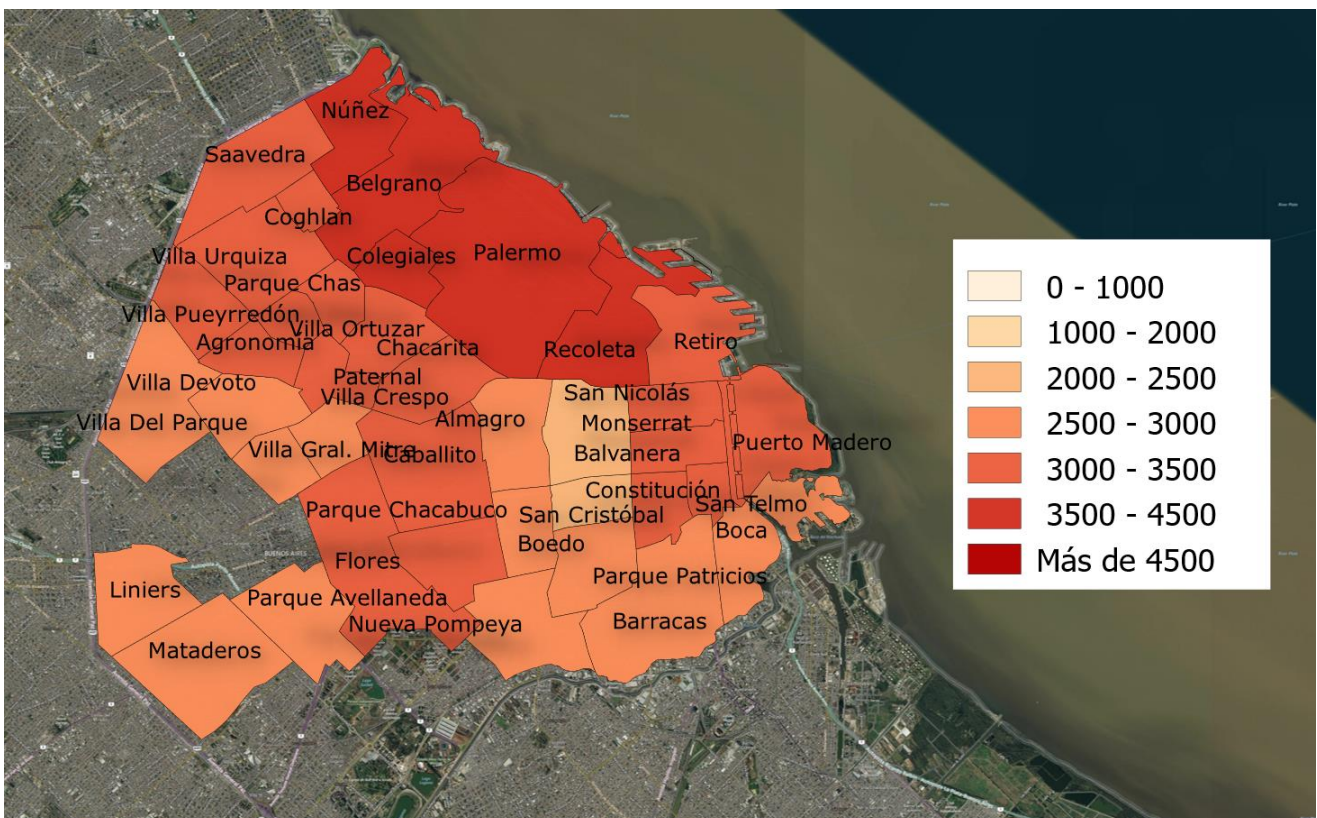 Núñez
Saavedra
Belgrano
Coghlan
Villa Urquiza
Colegiales
Palermo
Parque Chas
Villa Pueyrredón
Villa Ortuzar
Agronomía
Chacarita
Recoleta
Retiro
Paternal
Villa Devoto
Villa Crespo
San Nicolás
Almagro
Monserrat
Villa Del Parque
Villa Gral. Mitre
Caballito
Balvanera
Puerto Madero
Constitución
San Telmo
Parque Chacabuco
San Cristóbal
Boca
Boedo
BUENOS AIRES
Flores
Liniers
Parque Patricios
Parque Avellaneda
Nueva Pompeya
Barracas
Mataderos
0 - 1000
1000 - 2000
2000 - 2500
2500 - 3000
3000 - 3500
3500 - 4500
Más de 4500